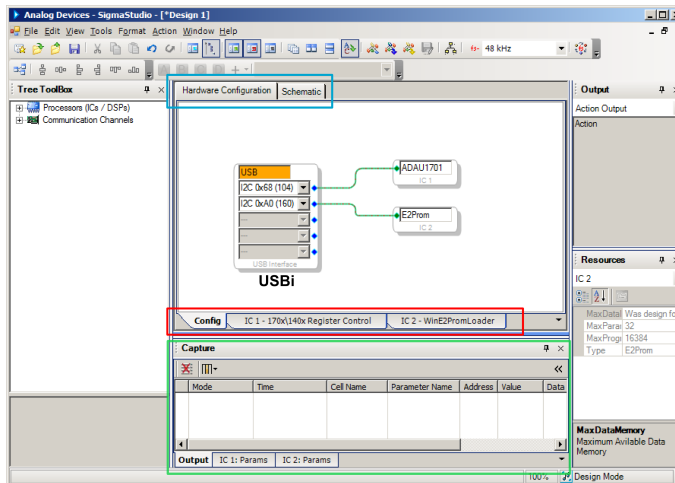 Analog Devices - SigmaStudio - [*Design 1]
File Edit View Tools Format Action Window Help
48 kHz
Tree ToolBox
Processors (ICs / DSPs)
Communication Channels
Hardware Configuration Schematic
USB
I2C 0x68 (104)
I2C 0xA0 (160)
---
---
---
USB Interface
USBi
ADAU1701
IC 1
E2Prom
IC 2
Config IC 1 - 170x\140x Register Control IC 2 - WinE2PromLoader
Capture
Mode Time Cell Name Parameter Name Address Value Data
Output IC 1: Params IC 2: Params
Output
Action Output
Action
Resources
IC 2
MaxDatal Was design fo
MaxParar 32
MaxProgr 16384
Type E2Prom
MaxDataMemory
Maximum Avilable Data
Memory
100% Design Mode